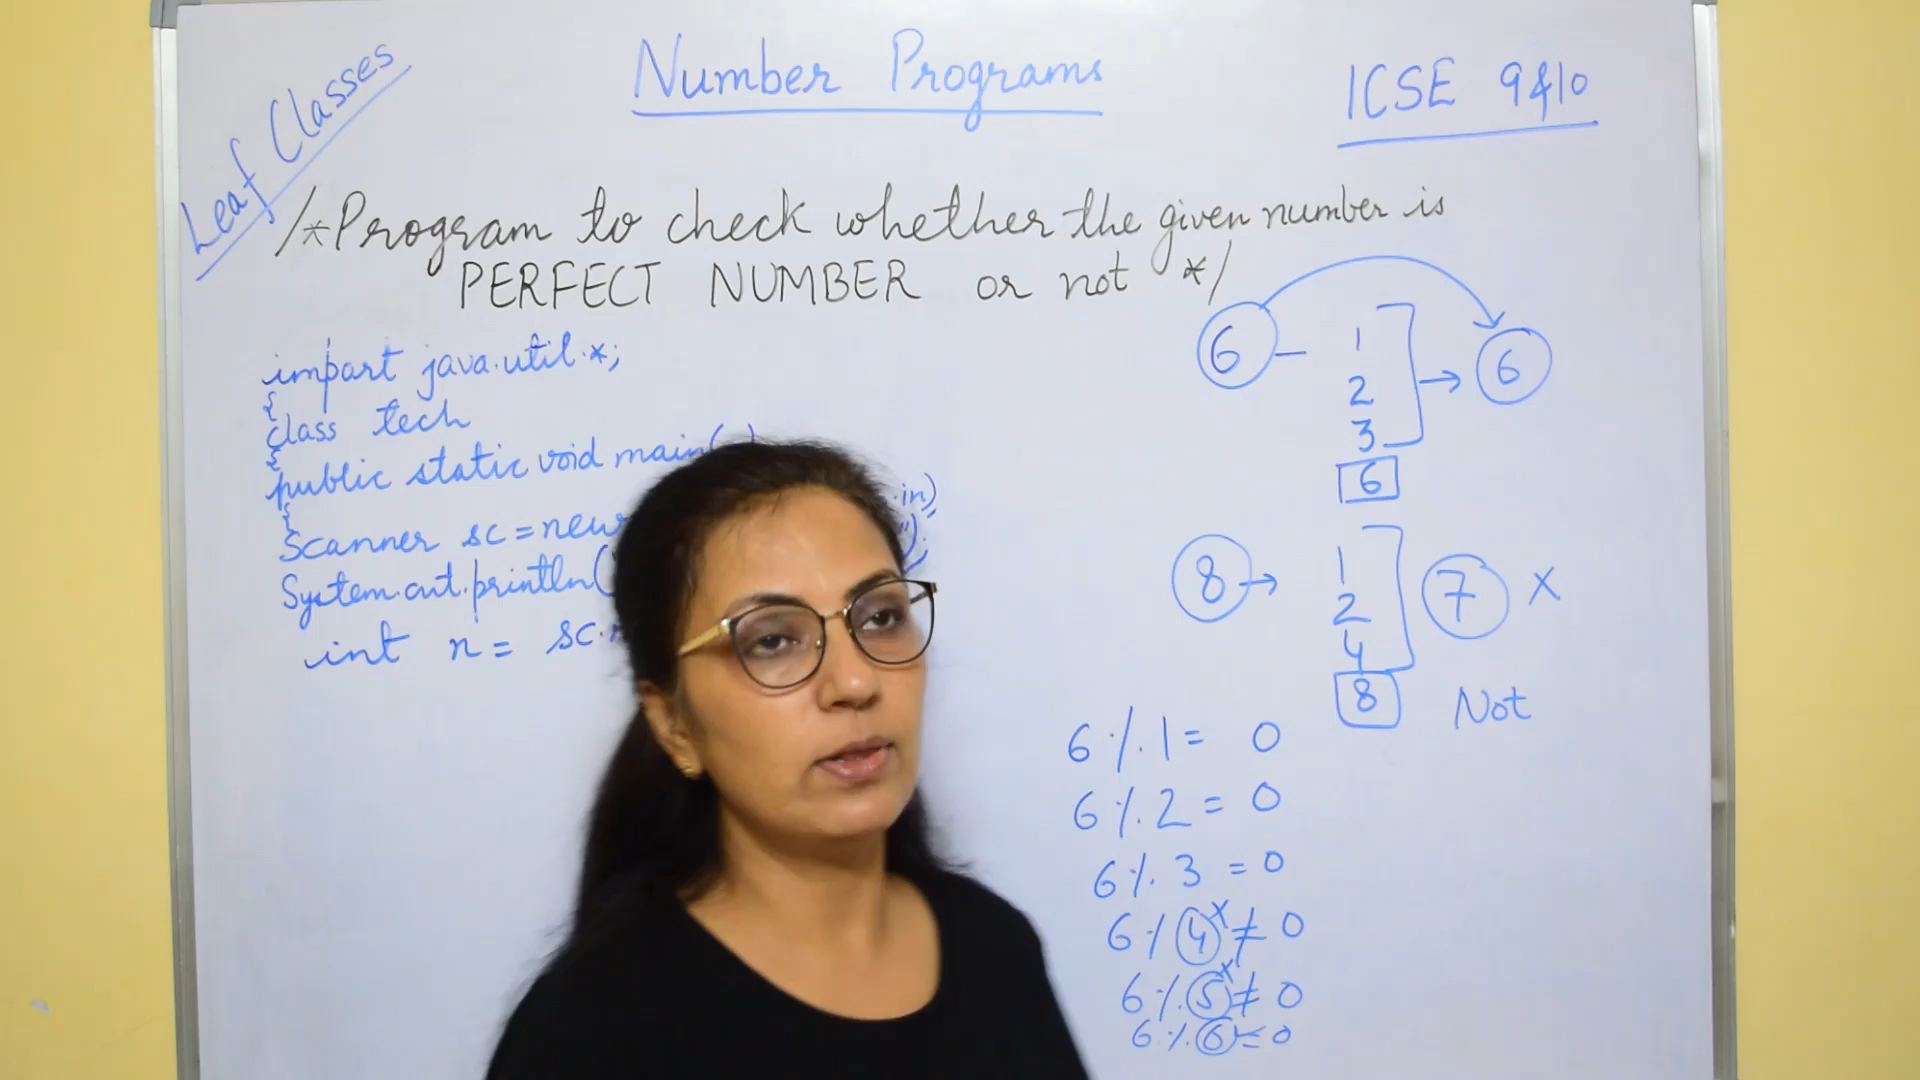 Leaf Classes
Number Programs
ICSE 9&10
/*Program to check whether the given number is
PERFECT NUMBER or not */
import java.util.*;
{
class tech
{
public static void main( )
{
Scanner sc = new .in)
System.out.println( ");
int n = sc.
6 - 1
2
3
6
→ 6
8 → 1
2
4
8
7 x
Not
6 % 1 = 0
6 % 2 = 0
6 % 3 = 0
6 % 4 x ≠ 0
6 % 5 x ≠ 0
6 % 6 = 0